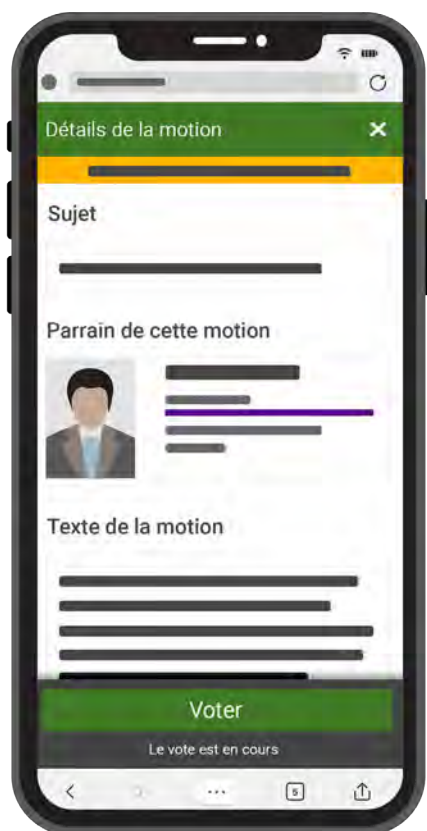 Détails de la motion
Sujet
Parrain de cette motion
Texte de la motion
Voter
Le vote est en cours
5